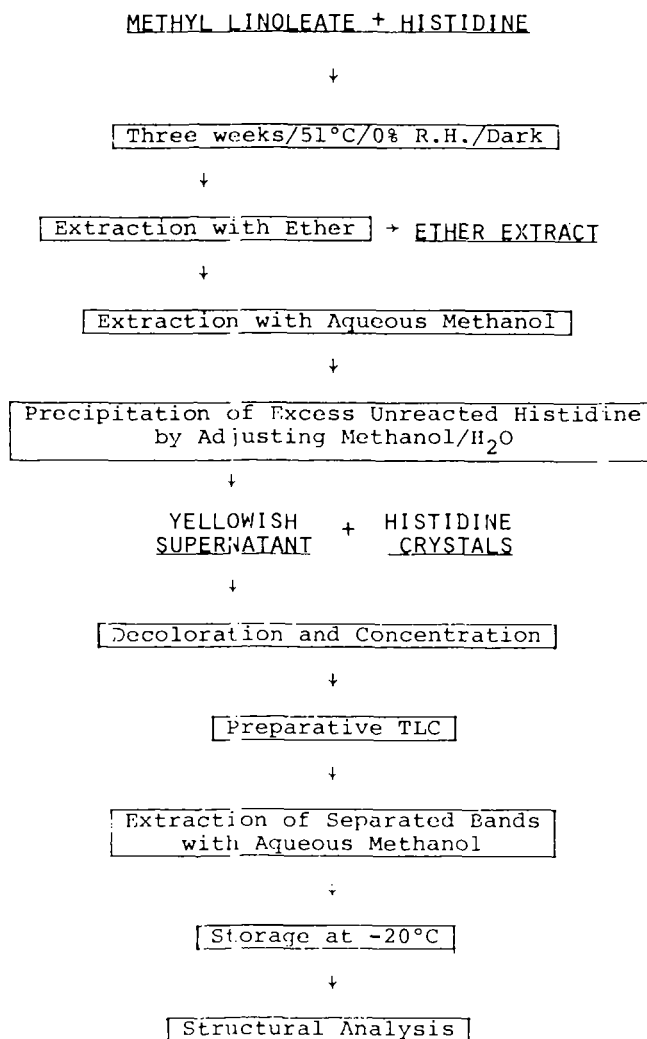 METHYL LINOLEATE + HISTIDINE
↓
Three weeks/51°C/0% R.H./Dark
↓
Extraction with Ether → ETHER EXTRACT
↓
Extraction with Aqueous Methanol
↓
Precipitation of Excess Unreacted Histidine
by Adjusting Methanol/H₂O
↓
YELLOWISH + HISTIDINE
SUPERNATANT CRYSTALS
↓
Decoloration and Concentration
↓
Preparative TLC
↓
Extraction of Separated Bands
with Aqueous Methanol
↓
Storage at -20°C
↓
Structural Analysis